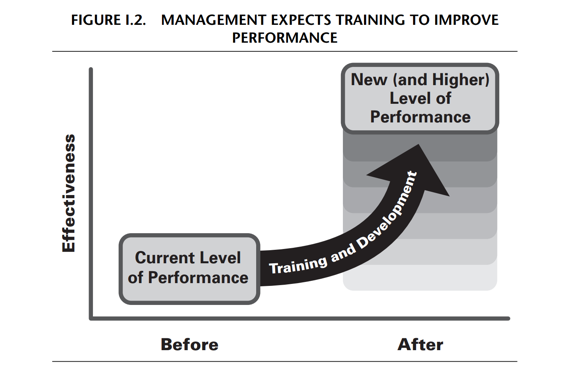 FIGURE I.2. MANAGEMENT EXPECTS TRAINING TO IMPROVE
PERFORMANCE
New (and Higher)
Level of
Performance
Effectiveness
Training and Development
Current Level
of Performance
Before
After